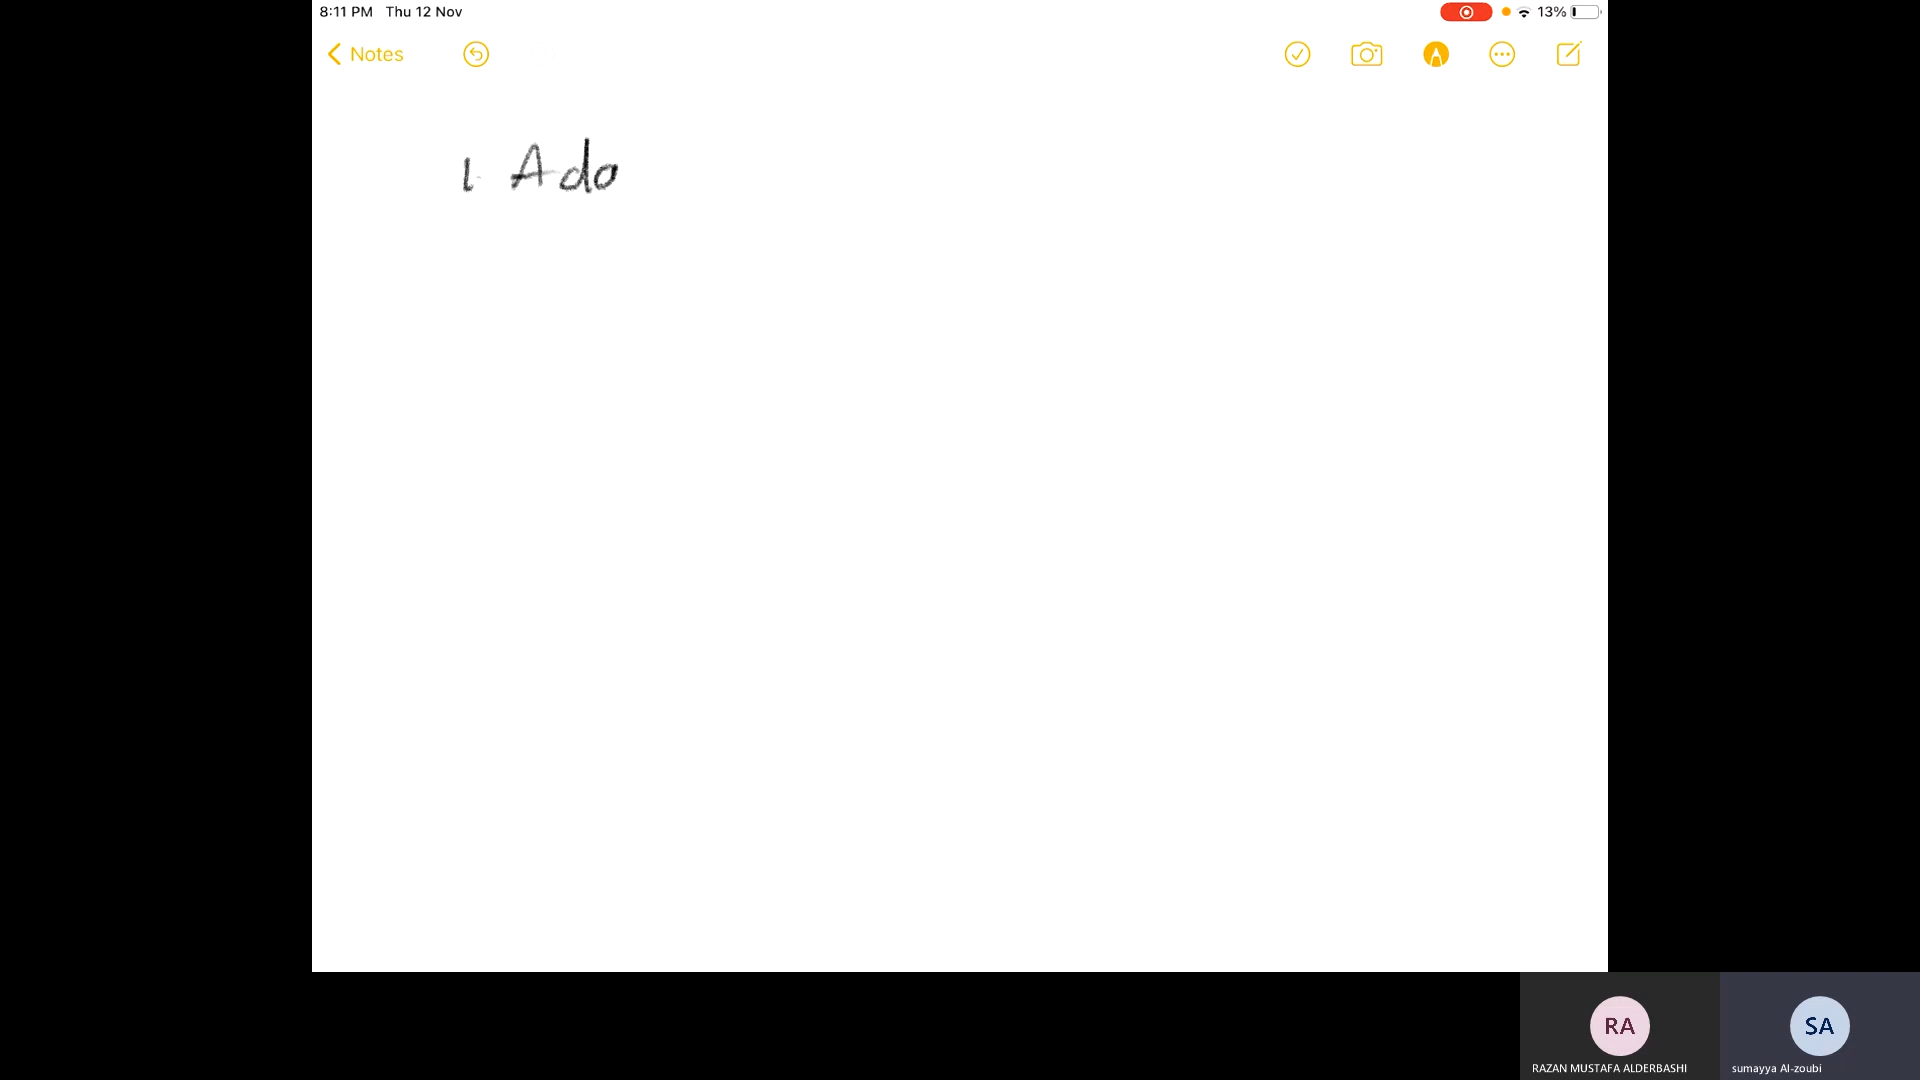 8:11 PM Thu 12 Nov
13%
Notes
1. Ado
RA
SA
RAZAN MUSTAFA ALDERBASHI
sumayya Al-zoubi